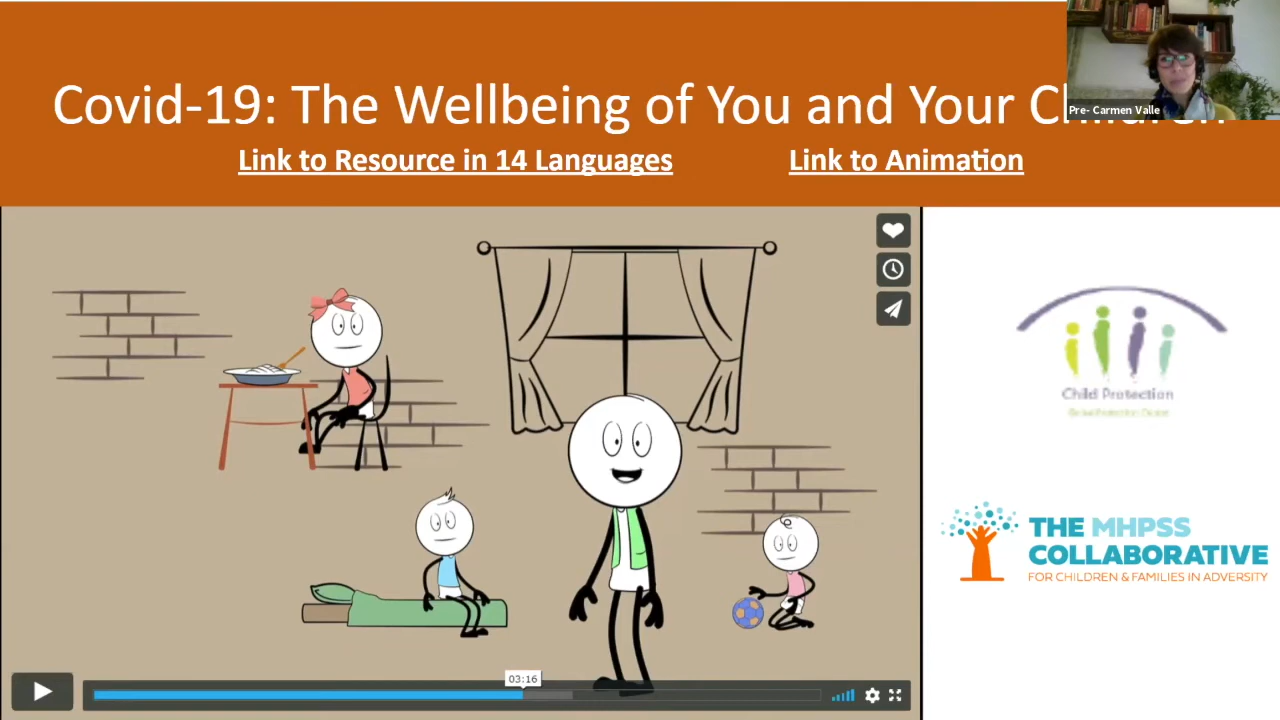 Covid-19: The Wellbeing of You and Your
Pre- Carmen Valle
Link to Resource in 14 Languages
Link to Animation
Child Protection
03:16
THE MHPSS
COLLABORATIVE
FOR CHILDREN & FAMILIES IN ADVERSITY